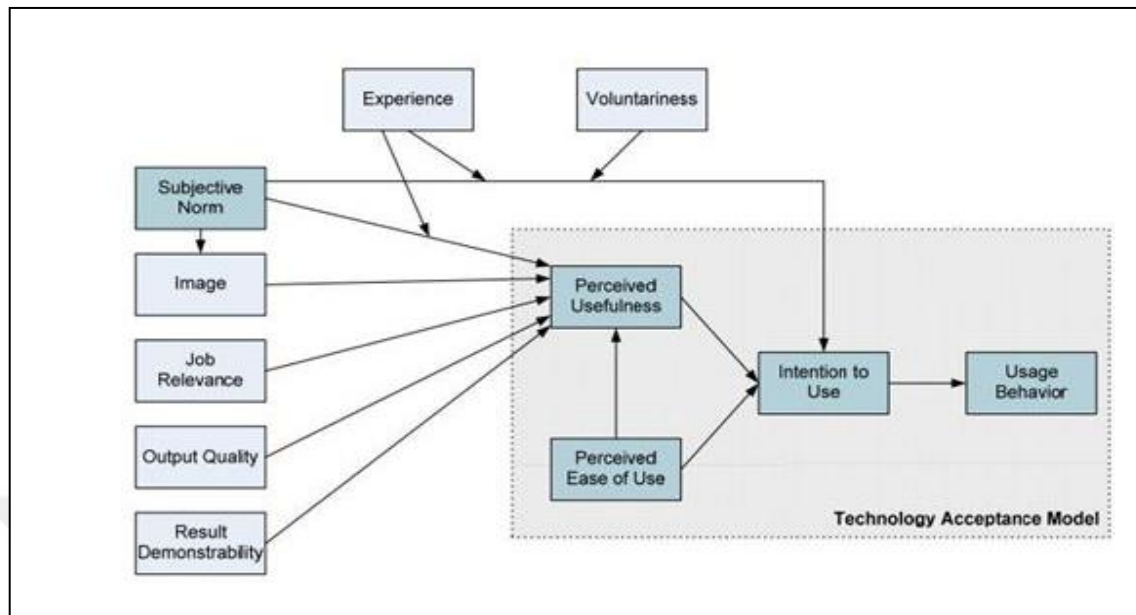 Experience
Voluntariness
Subjective
Norm
Image
Job
Relevance
Output Quality
Result
Demonstrability
Perceived
Usefulness
Perceived
Ease of Use
Intention to
Use
Usage
Behavior
Technology Acceptance Model